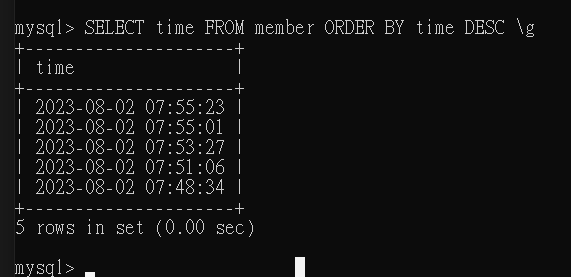 mysql> SELECT time FROM member ORDER BY time DESC \g
+---------------------+
| time                |
+---------------------+
| 2023-08-02 07:55:23 |
| 2023-08-02 07:55:01 |
| 2023-08-02 07:53:27 |
| 2023-08-02 07:51:06 |
| 2023-08-02 07:48:34 |
+---------------------+
5 rows in set (0.00 sec)
mysql>